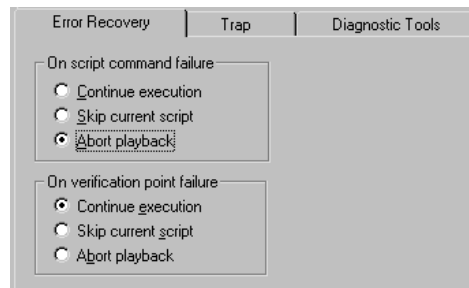 Error Recovery Trap Diagnostic Tools
On script command failure
Continue execution
Skip current script
Abort playback
On verification point failure
Continue execution
Skip current script
Abort playback